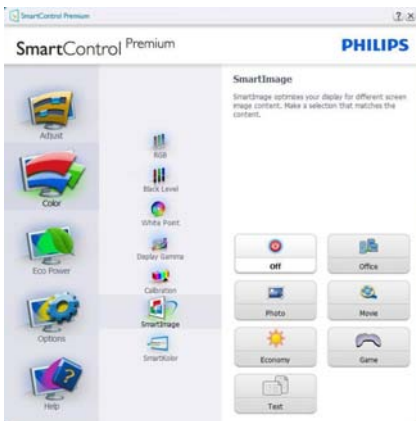 SmartControl Premium
SmartControl Premium
PHILIPS
Adjust
Color
Eco Power
Options
Help
RGB
Black Level
White Point
Display Gamma
Calibration
SmartImage
SmartKolor
SmartImage
SmartImage optimizes your display for different screen
image content. Make a selection that matches the
content.
Off
Office
Photo
Movie
Economy
Game
Text